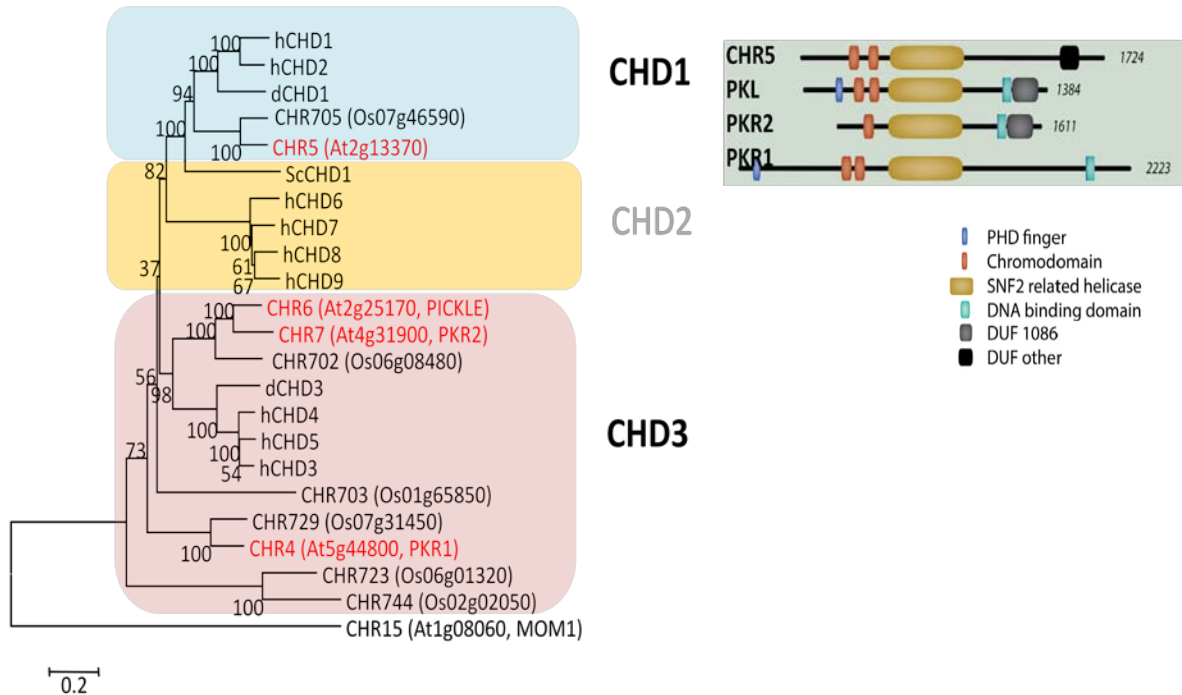 100
hCHD1
100
hCHD2
94
dCHD1
CHR705 (Os07g46590)
100
100
CHR5 (At2g13370)
82
ScCHD1
hCHD6
hCHD7
100
hCHD8
37
61
hCHD9
67
100
CHR6 (At2g25170, PICKLE)
100
CHR7 (At4g31900, PKR2)
CHR702 (Os06g08480)
56
98
dCHD3
hCHD4
100
hCHD5
73
100
hCHD3
54
CHR703 (Os01g65850)
CHR729 (Os07g31450)
100
CHR4 (At5g44800, PKR1)
CHR723 (Os06g01320)
100
CHR744 (Os02g02050)
CHR15 (At1g08060, MOM1)
0.2
CHD1
CHD2
CHD3
CHR5
1724
PKL
1384
PKR2
1611
PKR1
2223
PHD finger
Chromodomain
SNF2 related helicase
DNA binding domain
DUF 1086
DUF other